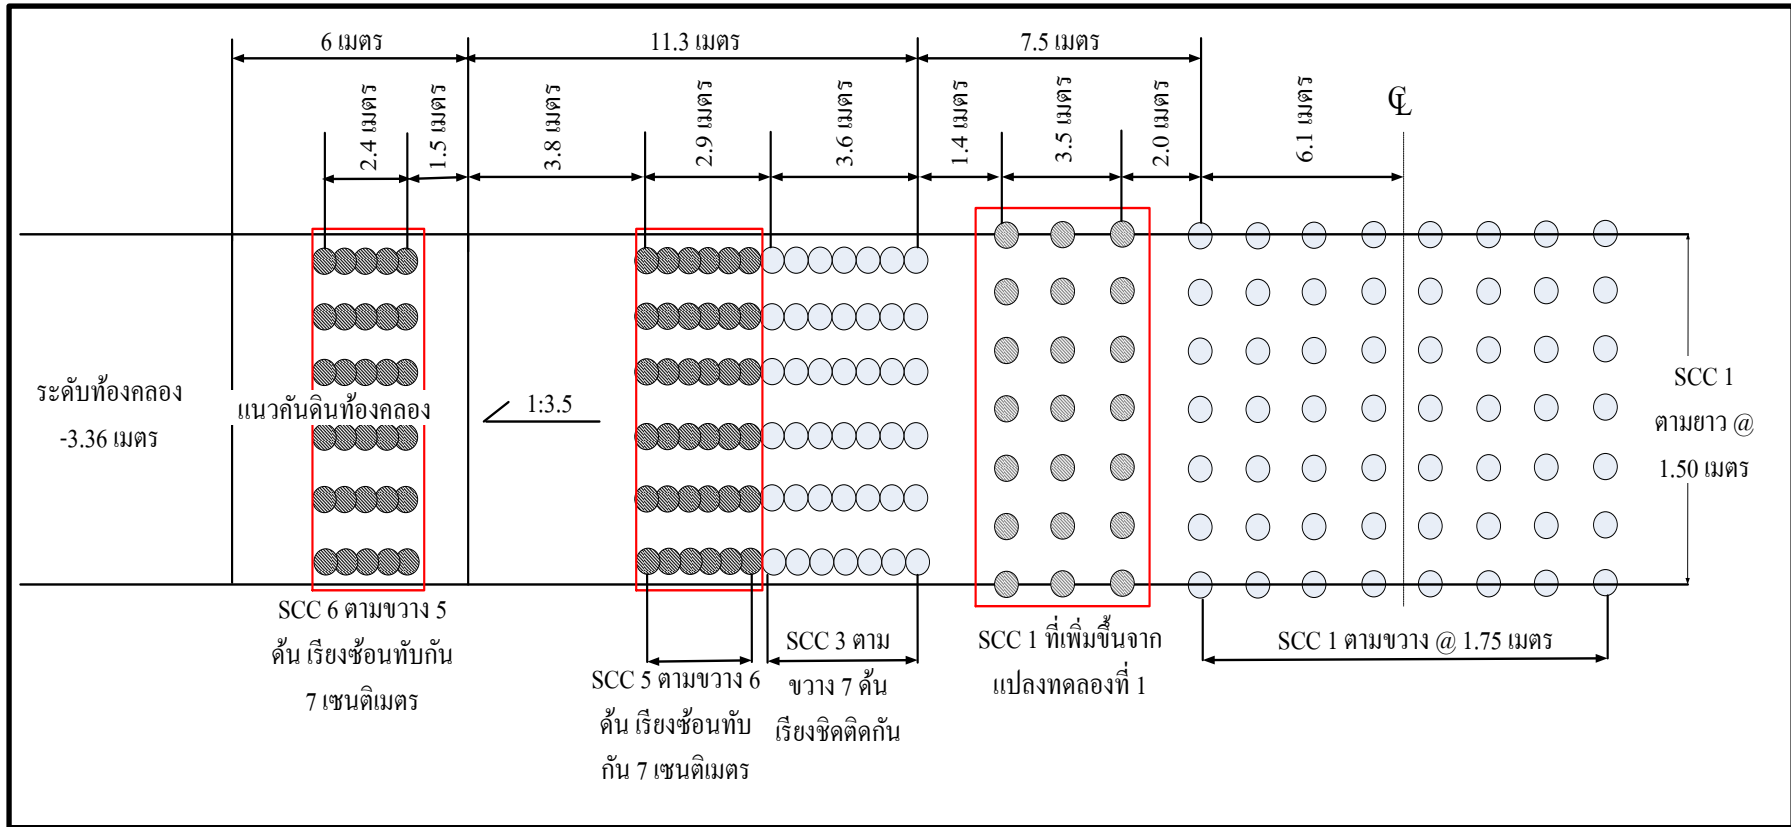 6 เมตร
11.3 เมตร
7.5 เมตร
2.4 เมตร
1.5 เมตร
3.8 เมตร
2.9 เมตร
3.6 เมตร
1.4 เมตร
3.5 เมตร
2.0 เมตร
6.1 เมตร
℄
ระดับท้องคลอง
-3.36 เมตร
แนวคันดินท้องคลอง
1:3.5
SCC 1
ตามยาว @
1.50 เมตร
SCC 6 ตามขวาง 5
ต้น เรียงซ้อนทับกัน
7 เซนติเมตร
SCC 5 ตามขวาง 6
ต้น เรียงซ้อนทับ
กัน 7 เซนติเมตร
SCC 3 ตาม
ขวาง 7 ต้น
เรียงชิดติดกัน
SCC 1 ที่เพิ่มขึ้นจาก
แปลงทดลองที่ 1
SCC 1 ตามขวาง @ 1.75 เมตร